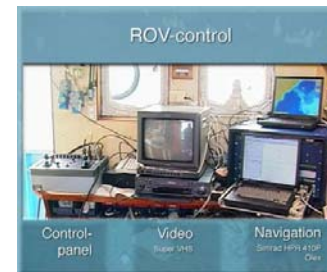 ROV-control
Control-
panel
Video
Super VHS
Navigation
Simrad HPR 410P
Olex